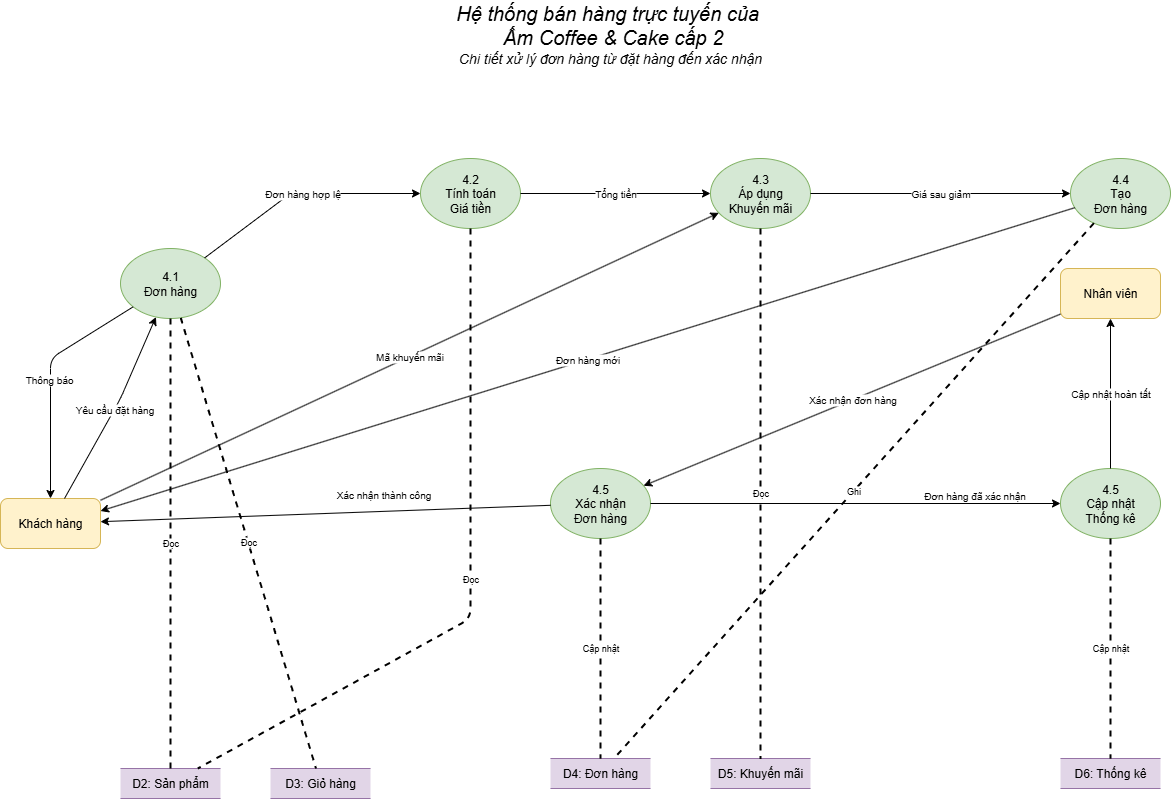 Hệ thống bán hàng trực tuyến của
Ấm Coffee & Cake cấp 2
Chi tiết xử lý đơn hàng từ đặt hàng đến xác nhận
4.2
Tính toán
Giá tiền
4.3
Áp dụng
Khuyến mãi
4.4
Tạo
Đơn hàng
Đơn hàng hợp lệ
Tổng tiền
Giá sau giảm
4.1
Đơn hàng
Nhân viên
Mã khuyến mãi
Đơn hàng mới
Thông báo
Yêu cầu đặt hàng
Xác nhận đơn hàng
Cập nhật hoàn tất
Khách hàng
Xác nhận thành công
4.5
Xác nhận
Đơn hàng
Đọc
Ghi
Đơn hàng đã xác nhận
4.5
Cập nhật
Thống kê
Đọc
Đọc
Đọc
Cập nhật
Cập nhật
D2: Sản phẩm
D3: Giỏ hàng
D4: Đơn hàng
D5: Khuyến mãi
D6: Thống kê